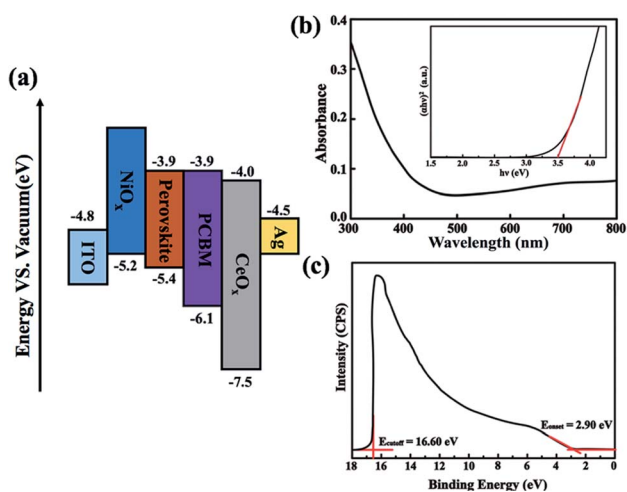 (a)
Energy VS. Vacuum(eV)
-4.8
ITO
NiOx
-5.2
-3.9
Perovskite
-5.4
-3.9
PCBM
-6.1
-4.0
CeOx
-7.5
-4.5
Ag
(b)
Absorbance
0.4
0.3
0.2
0.1
0.0
300 400 500 600 700 800
Wavelength (nm)
(αhν)² (a.u.)
1.5 2.0 2.5 3.0 3.5 4.0
hν (eV)
(c)
Intensity (CPS)
Ecutoff = 16.60 eV
Eonset = 2.90 eV
18 16 14 12 10 8 6 4 2 0
Binding Energy (eV)